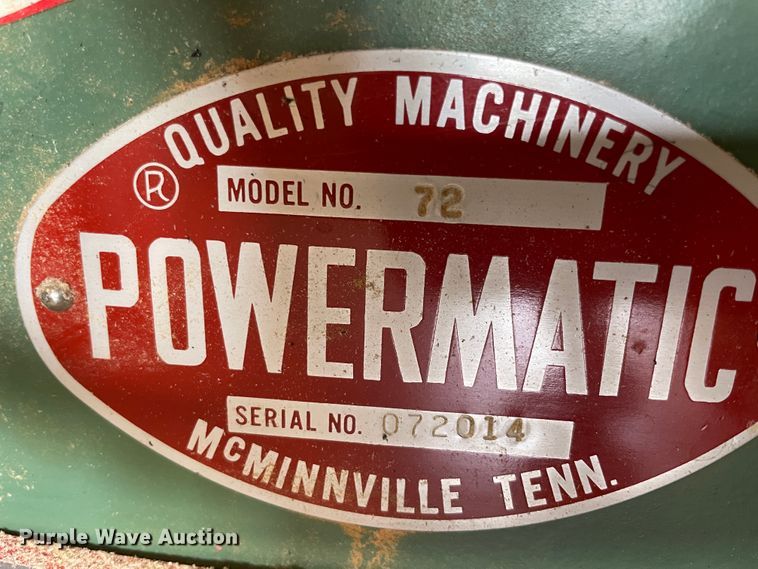 QUALITY MACHINERY
®
MODEL NO. 72
POWERMATIC
SERIAL NO. 072014
McMINNVILLE TENN.
Purple Wave Auction